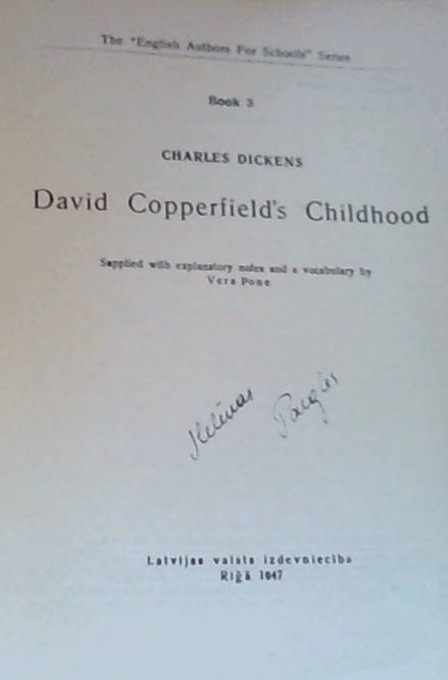 The "English Authors For Schools" Series
Book 3
CHARLES DICKENS
David Copperfield's Childhood
Supplied with explanatory notes and a vocabulary by
Vera Pone
Latvijas valsts izdevniecība
Rīgā 1947